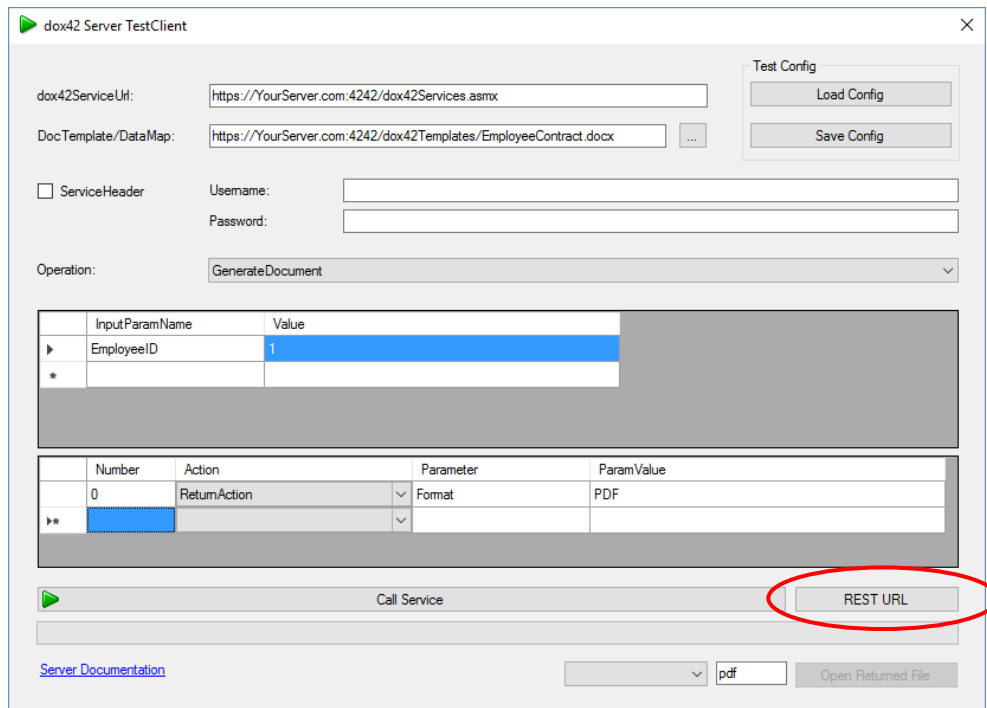 dox42 Server TestClient
Test Config
dox42ServiceUrl: https://YourServer.com:4242/dox42Services.asmx Load Config
DocTemplate/DataMap: https://YourServer.com:4242/dox42Templates/EmployeeContract.docx ... Save Config
ServiceHeader Username:
Password:
Operation: GenerateDocument
InputParamName Value
EmployeeID 1
Number Action Parameter ParamValue
0 ReturnAction Format PDF
Call Service REST URL
Server Documentation pdf Open Returned File